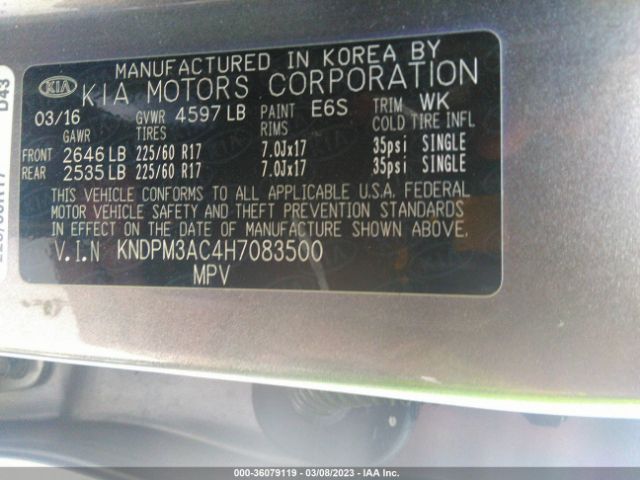 MANUFACTURED IN KOREA BY
KIA KIA MOTORS CORPORATION
03/16 GVWR 4597 LB PAINT E6S TRIM WK
GAWR TIRES RIMS COLD TIRE INFL
FRONT 2646 LB 225/60 R17 7.0Jx17 35psi SINGLE
REAR 2535 LB 225/60 R17 7.0Jx17 35psi SINGLE
THIS VEHICLE CONFORMS TO ALL APPLICABLE U.S.A. FEDERAL
MOTOR VEHICLE SAFETY AND THEFT PREVENTION STANDARDS
IN EFFECT ON THE DATE OF MANUFACTURE SHOWN ABOVE.
V.I.N KNDPM3AC4H7083500
MPV
D43
000-36079119 - 03/08/2023 - IAA Inc.